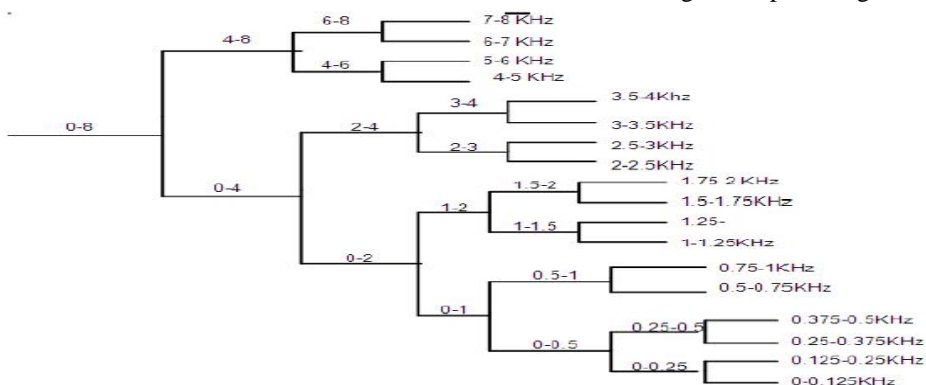 6-8
7-8 KHz
4-8
6-7 KHz
5-6 KHz
4-6
4-5 KHz
3.5-4Khz
3-4
0-8
2-4
3-3.5KHz
2.5-3KHz
2-3
2-2.5KHz
1.75-2 KHz
1.5-2
0-4
1.5-1.75KHz
1-2
1.25-
1-1.5
1-1.25KHz
0-2
0.75-1KHz
0.5-1
0.5-0.75KHz
0-1
0.375-0.5KHz
0.25-0.5
0-0.5
0.25-0.375KHz
0.125-0.25KHz
0-0.25
0-0.125KHz